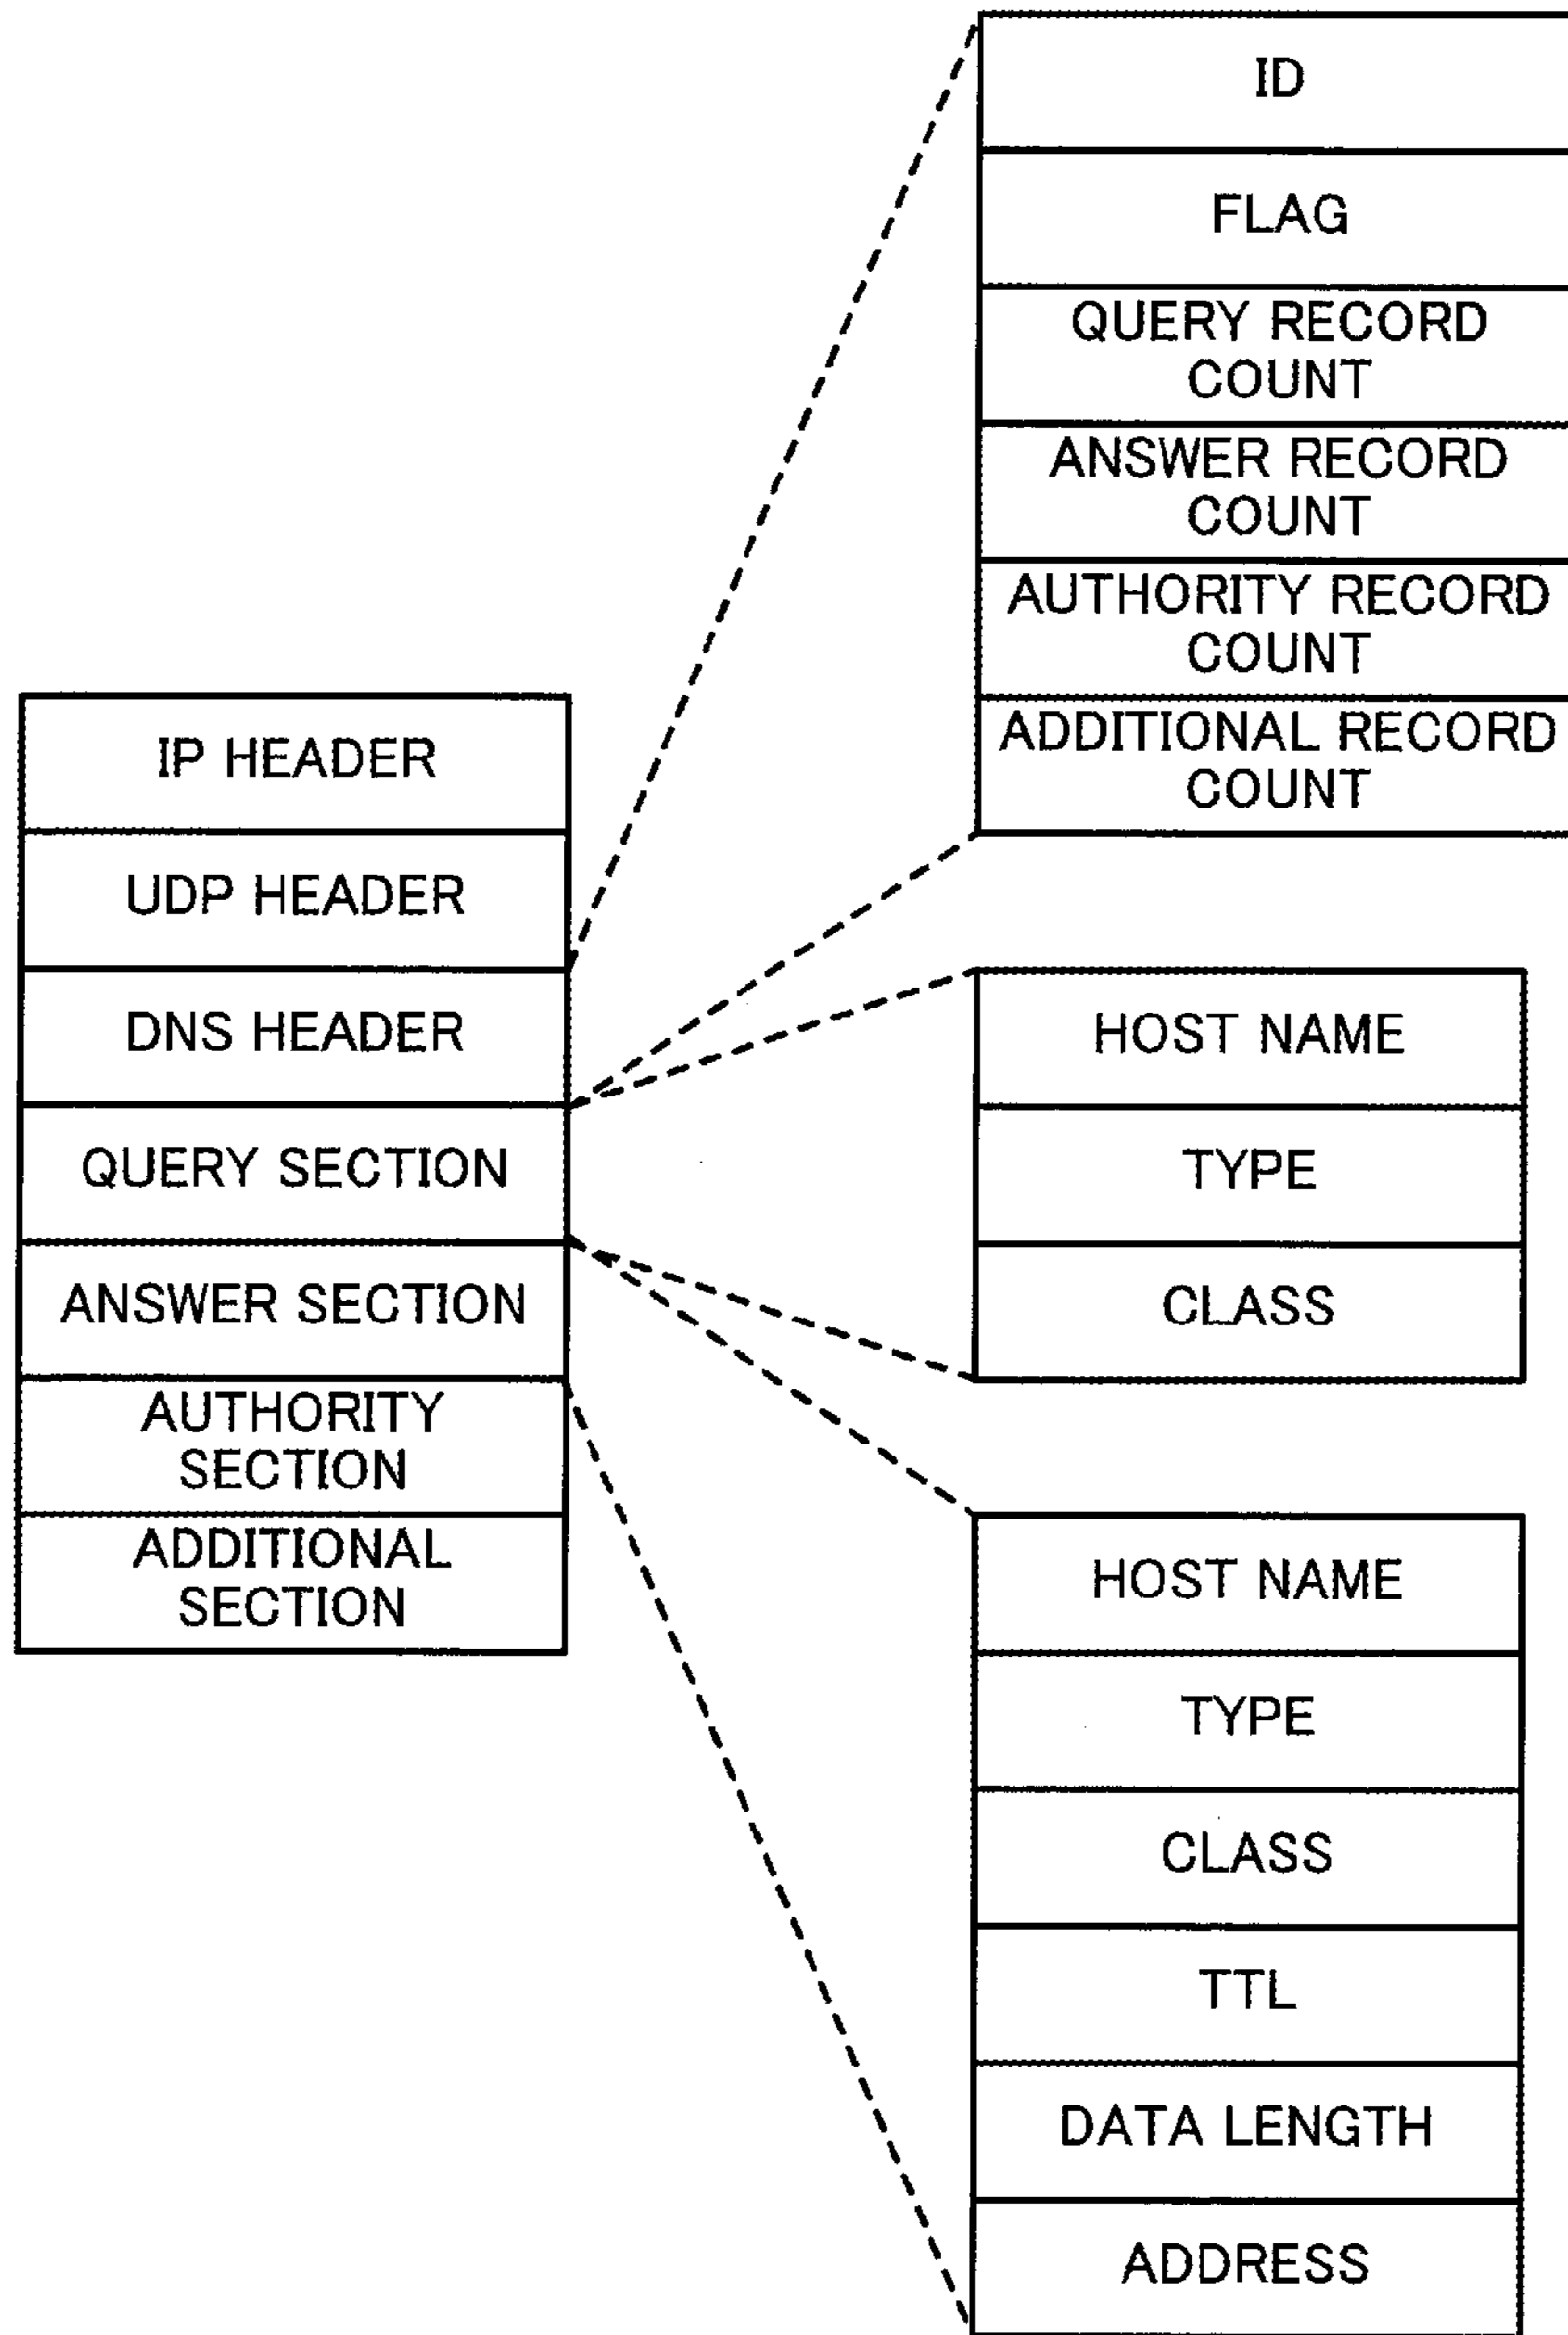 IP HEADER
UDP HEADER
DNS HEADER
QUERY SECTION
ANSWER SECTION
AUTHORITY
SECTION
ADDITIONAL
SECTION
ID
FLAG
QUERY RECORD
COUNT
ANSWER RECORD
COUNT
AUTHORITY RECORD
COUNT
ADDITIONAL RECORD
COUNT
HOST NAME
TYPE
CLASS
HOST NAME
TYPE
CLASS
TTL
DATA LENGTH
ADDRESS